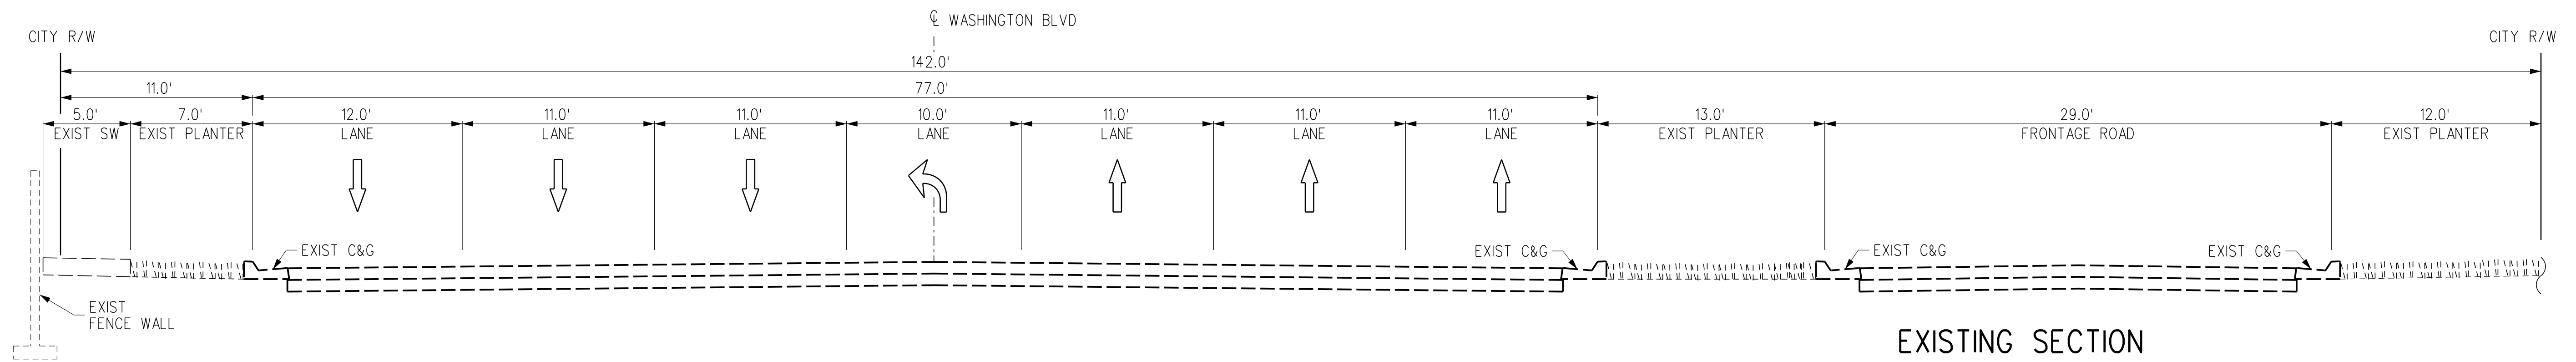 ℄ WASHINGTON BLVD
CITY R/W
CITY R/W
142.0'
11.0'
77.0'
5.0'
7.0'
12.0'
11.0'
11.0'
10.0'
11.0'
11.0'
11.0'
13.0'
29.0'
12.0'
EXIST SW
EXIST PLANTER
LANE
LANE
LANE
LANE
LANE
LANE
LANE
EXIST PLANTER
FRONTAGE ROAD
EXIST PLANTER
EXIST C&G
EXIST C&G
EXIST C&G
EXIST C&G
EXIST
FENCE WALL
EXISTING SECTION